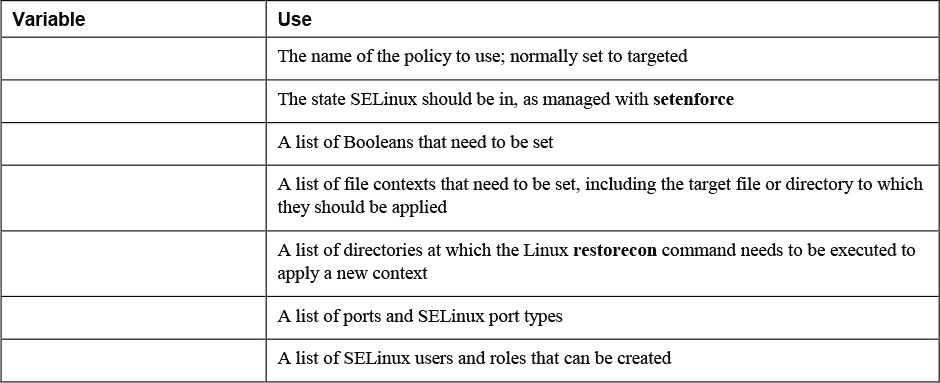 Variable Use
The name of the policy to use; normally set to targeted
The state SELinux should be in, as managed with setenforce
A list of Booleans that need to be set
A list of file contexts that need to be set, including the target file or directory to which
they should be applied
A list of directories at which the Linux restorecon command needs to be executed to
apply a new context
A list of ports and SELinux port types
A list of SELinux users and roles that can be created